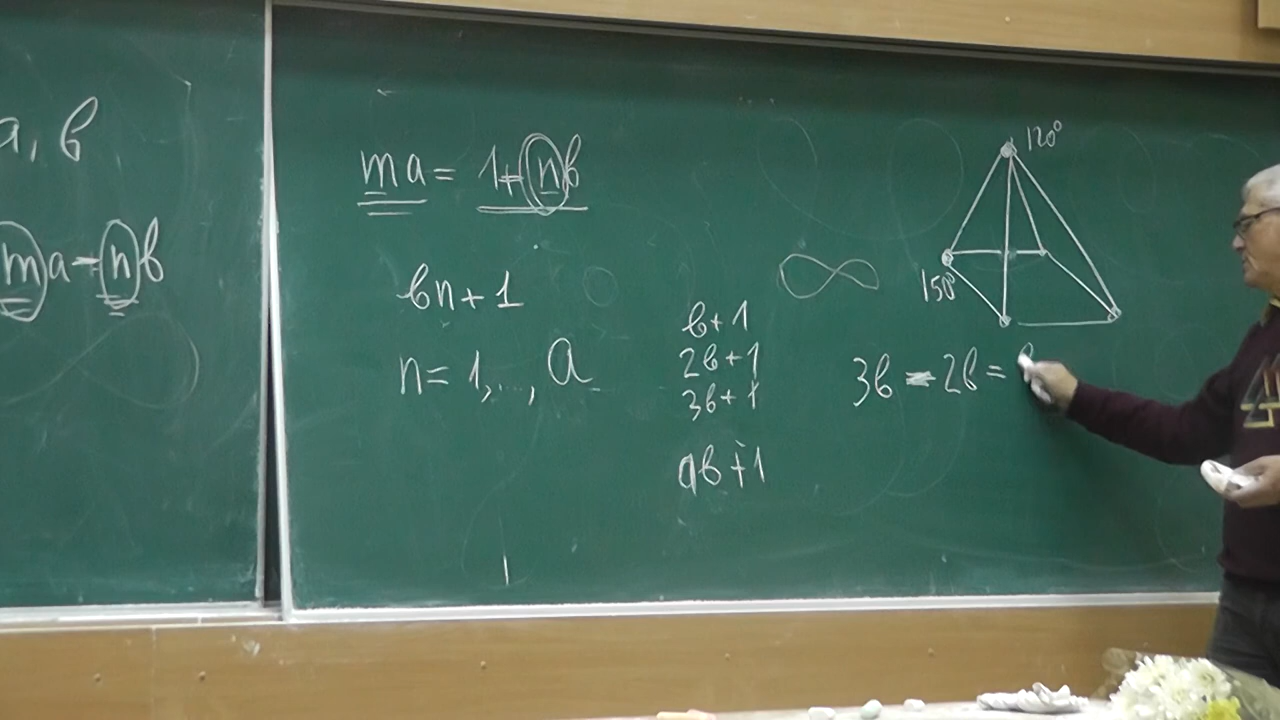 a, b
ma - nb
ma = 1+nb
bn+1
n = 1,..., a
b+1
2b+1
3b+1
ab+1
∞
120°
150°
3b - 2b =